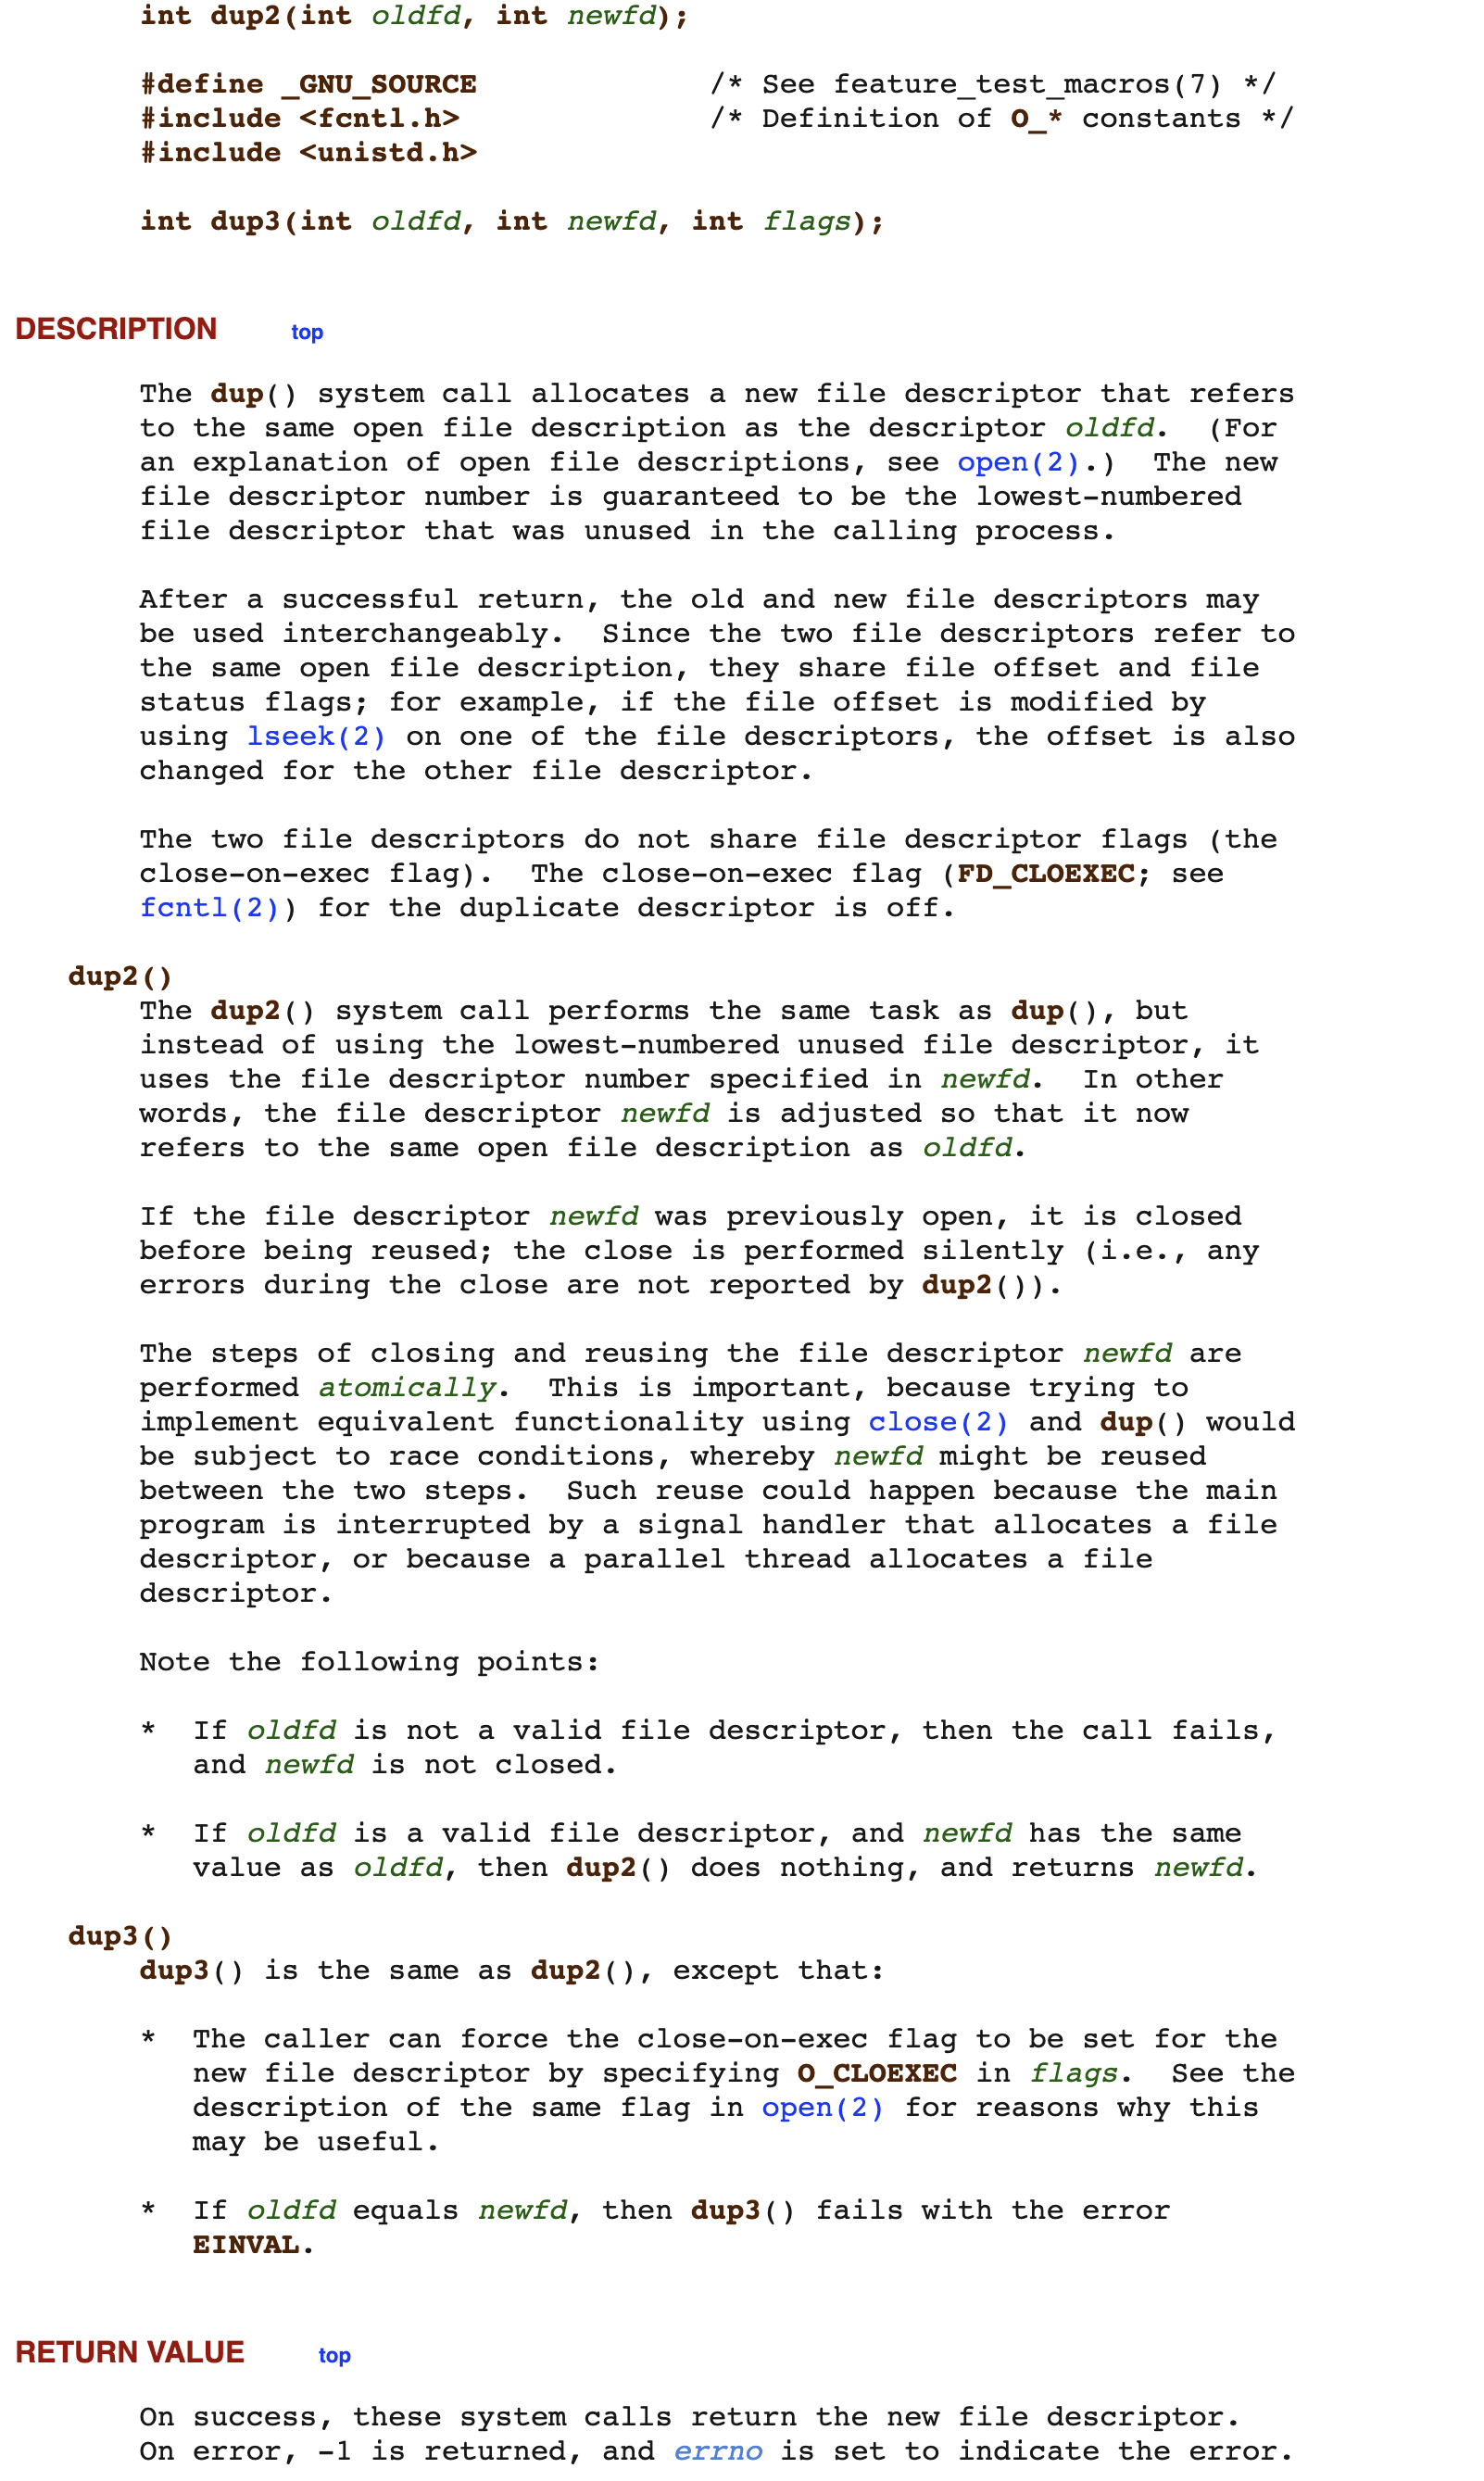 int dup2(int oldfd, int newfd);
#define _GNU_SOURCE /* See feature_test_macros(7) */
#include <fcntl.h> /* Definition of O_* constants */
#include <unistd.h>
int dup3(int oldfd, int newfd, int flags);
DESCRIPTION top
The dup() system call allocates a new file descriptor that refers
to the same open file description as the descriptor oldfd. (For
an explanation of open file descriptions, see open(2).) The new
file descriptor number is guaranteed to be the lowest-numbered
file descriptor that was unused in the calling process.
After a successful return, the old and new file descriptors may
be used interchangeably. Since the two file descriptors refer to
the same open file description, they share file offset and file
status flags; for example, if the file offset is modified by
using lseek(2) on one of the file descriptors, the offset is also
changed for the other file descriptor.
The two file descriptors do not share file descriptor flags (the
close-on-exec flag). The close-on-exec flag (FD_CLOEXEC; see
fcntl(2)) for the duplicate descriptor is off.
dup2()
The dup2() system call performs the same task as dup(), but
instead of using the lowest-numbered unused file descriptor, it
uses the file descriptor number specified in newfd. In other
words, the file descriptor newfd is adjusted so that it now
refers to the same open file description as oldfd.
If the file descriptor newfd was previously open, it is closed
before being reused; the close is performed silently (i.e., any
errors during the close are not reported by dup2()).
The steps of closing and reusing the file descriptor newfd are
performed atomically. This is important, because trying to
implement equivalent functionality using close(2) and dup() would
be subject to race conditions, whereby newfd might be reused
between the two steps. Such reuse could happen because the main
program is interrupted by a signal handler that allocates a file
descriptor, or because a parallel thread allocates a file
descriptor.
Note the following points:
* If oldfd is not a valid file descriptor, then the call fails,
and newfd is not closed.
* If oldfd is a valid file descriptor, and newfd has the same
value as oldfd, then dup2() does nothing, and returns newfd.
dup3()
dup3() is the same as dup2(), except that:
* The caller can force the close-on-exec flag to be set for the
new file descriptor by specifying O_CLOEXEC in flags. See the
description of the same flag in open(2) for reasons why this
may be useful.
* If oldfd equals newfd, then dup3() fails with the error
EINVAL.
RETURN VALUE top
On success, these system calls return the new file descriptor.
On error, -1 is returned, and errno is set to indicate the error.